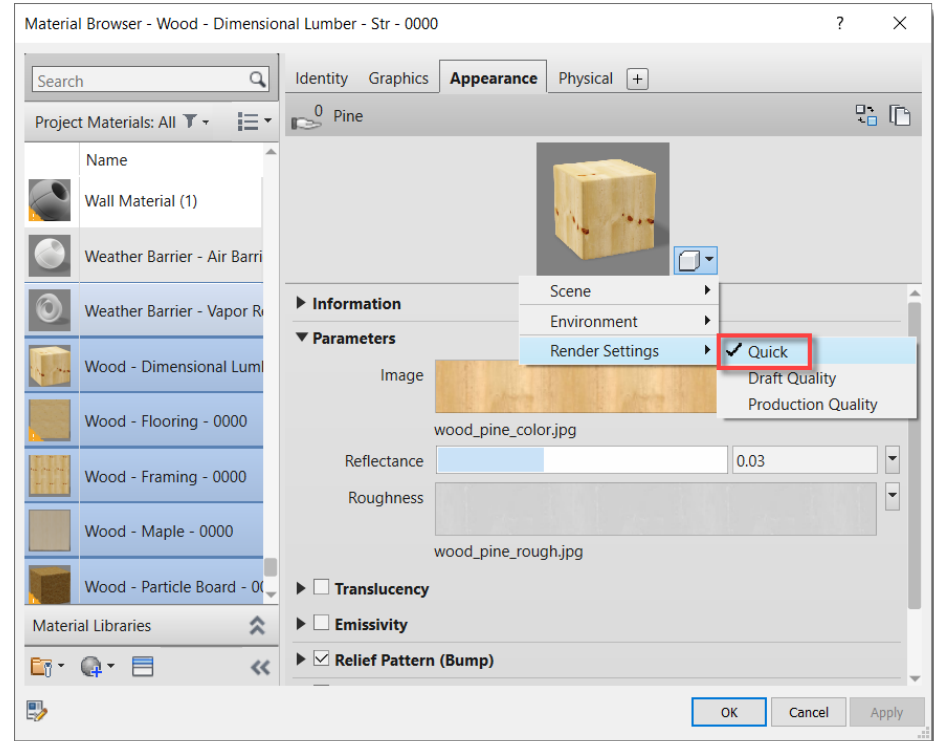 Material Browser - Wood - Dimensional Lumber - Str - 0000
?
Search
Project Materials: All
Name
Wall Material (1)
Weather Barrier - Air Barri
Weather Barrier - Vapor R
Wood - Dimensional Luml
Wood - Flooring - 0000
Wood - Framing - 0000
Wood - Maple - 0000
Wood - Particle Board - 0
Material Libraries
Identity Graphics Appearance Physical +
0
Pine
Scene
Environment
Render Settings
Quick
Draft Quality
Production Quality
Information
Parameters
Image
wood_pine_color.jpg
Reflectance 0.03
Roughness
wood_pine_rough.jpg
Translucency
Emissivity
Relief Pattern (Bump)
OK Cancel Apply